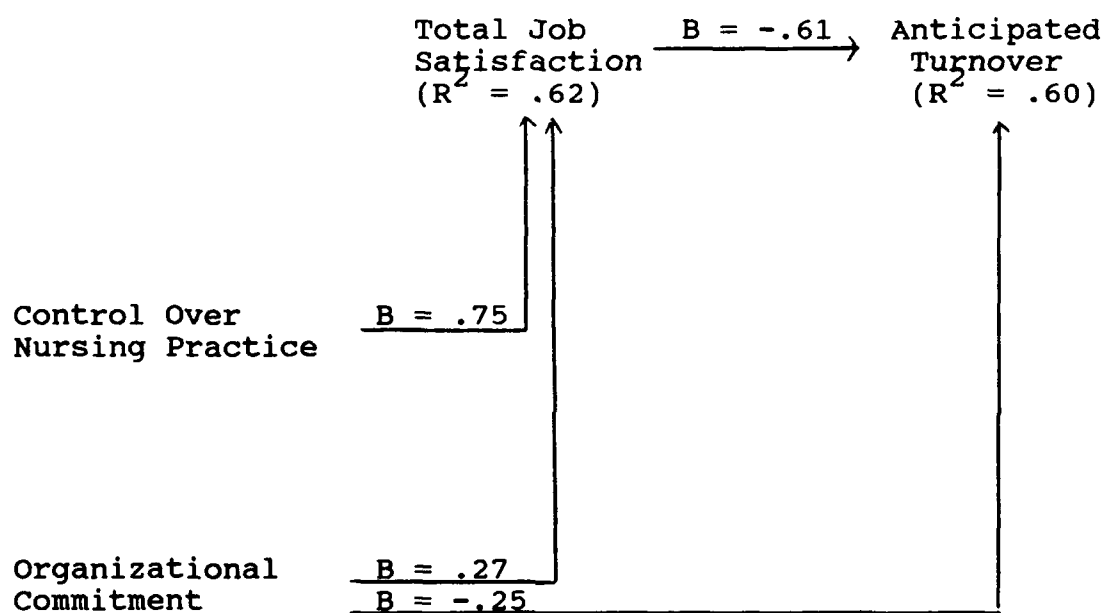 Total Job B = -.61 Anticipated
Satisfaction Turnover
(R² = .62) (R² = .60)
Control Over B = .75
Nursing Practice
Organizational B = .27
Commitment B = -.25